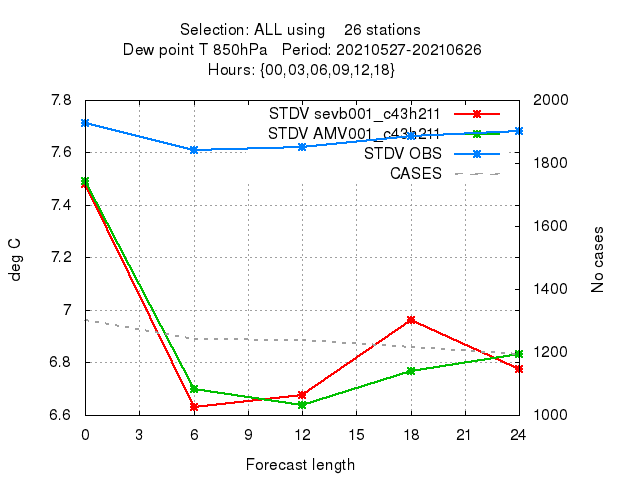 Selection: ALL using 26 stations
Dew point T 850hPa Period: 20210527-20210626
Hours: {00,03,06,09,12,18}
STDV sevb001_c43h211
STDV AMV001_c43h211
STDV OBS
CASES
7.8
7.6
7.4
7.2
7
6.8
6.6
deg C
2000
1800
1600
1400
1200
1000
No cases
0 3 6 9 12 15 18 21 24
Forecast length